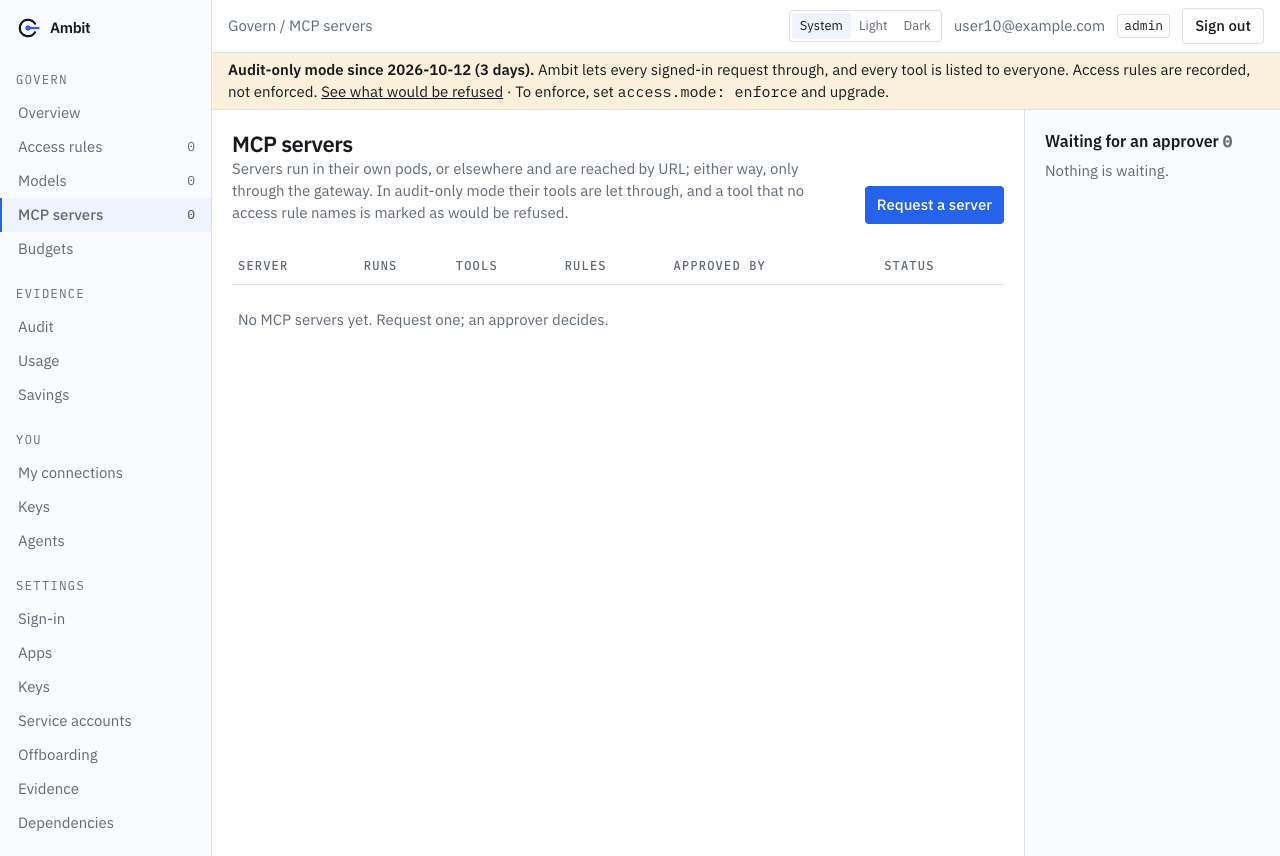 Ambit
Govern / MCP servers
System Light Dark
user10@example.com
admin
Sign out
GOVERN
Overview
Access rules 0
Models 0
MCP servers 0
Budgets
EVIDENCE
Audit
Usage
Savings
YOU
My connections
Keys
Agents
SETTINGS
Sign-in
Apps
Keys
Service accounts
Offboarding
Evidence
Dependencies
Audit-only mode since 2026-10-12 (3 days). Ambit lets every signed-in request through, and every tool is listed to everyone. Access rules are recorded,
not enforced. See what would be refused · To enforce, set access.mode: enforce and upgrade.
MCP servers
Servers run in their own pods, or elsewhere and are reached by URL; either way, only
through the gateway. In audit-only mode their tools are let through, and a tool that no
access rule names is marked as would be refused.
Request a server
SERVER RUNS TOOLS RULES APPROVED BY STATUS
No MCP servers yet. Request one; an approver decides.
Waiting for an approver 0
Nothing is waiting.